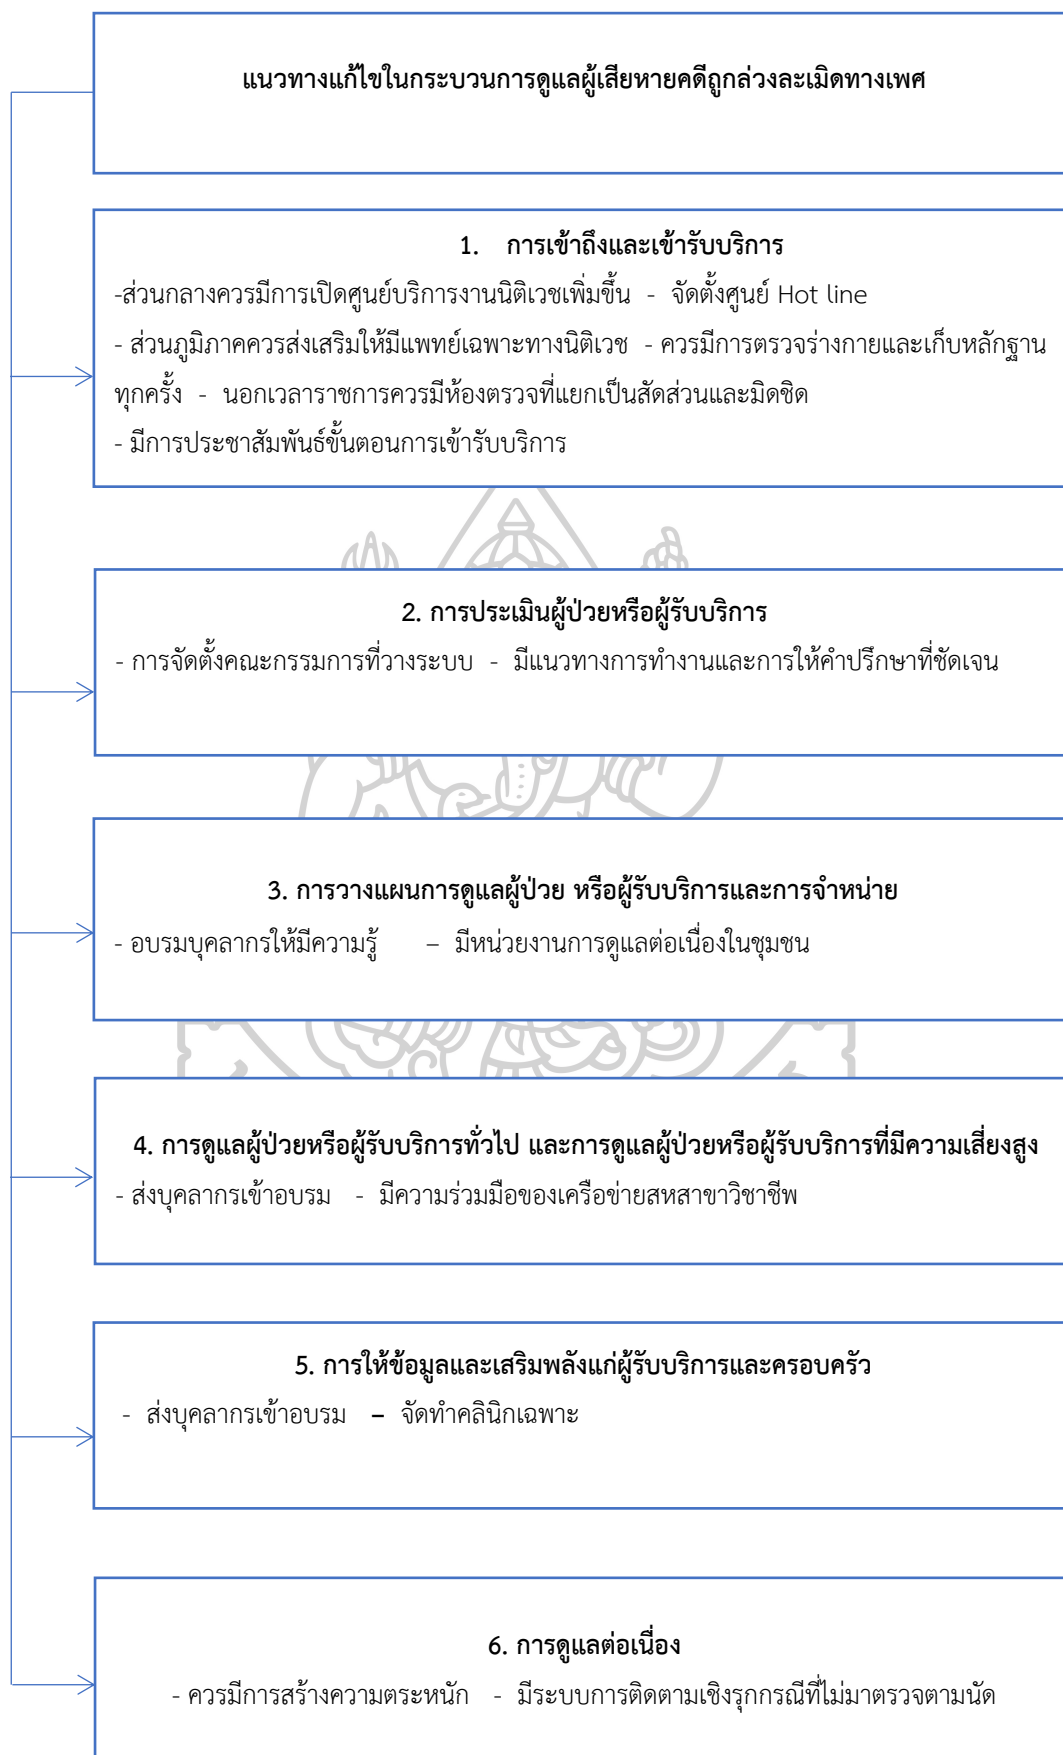 แนวทางแก้ไขในกระบวนการดูแลผู้เสียหายคดีถูกล่วงละเมิดทางเพศ
1. การเข้าถึงและเข้ารับบริการ
-ส่วนกลางควรมีการเปิดศูนย์บริการงานนิติเวชเพิ่มขึ้น - จัดตั้งศูนย์ Hot line
- ส่วนภูมิภาคควรส่งเสริมให้มีแพทย์เฉพาะทางนิติเวช - ควรมีการตรวจร่างกายและเก็บหลักฐาน
ทุกครั้ง - นอกเวลาราชการควรมีห้องตรวจที่แยกเป็นสัดส่วนและมิดชิด
- มีการประชาสัมพันธ์ขั้นตอนการเข้ารับบริการ
2. การประเมินผู้ป่วยหรือผู้รับบริการ
- การจัดตั้งคณะกรรมการที่วางระบบ - มีแนวทางการทำงานและการให้คำปรึกษาที่ชัดเจน
3. การวางแผนการดูแลผู้ป่วย หรือผู้รับบริการและการจำหน่าย
- อบรมบุคลากรให้มีความรู้ – มีหน่วยงานการดูแลต่อเนื่องในชุมชน
4. การดูแลผู้ป่วยหรือผู้รับบริการทั่วไป และการดูแลผู้ป่วยหรือผู้รับบริการที่มีความเสี่ยงสูง
- ส่งบุคลากรเข้าอบรม - มีความร่วมมือของเครือข่ายสหสาขาวิชาชีพ
5. การให้ข้อมูลและเสริมพลังแก่ผู้รับบริการและครอบครัว
- ส่งบุคลากรเข้าอบรม – จัดทำคลินิกเฉพาะ
6. การดูแลต่อเนื่อง
- ควรมีการสร้างความตระหนัก - มีระบบการติดตามเชิงรุกกรณีที่ไม่มาตรวจตามนัด